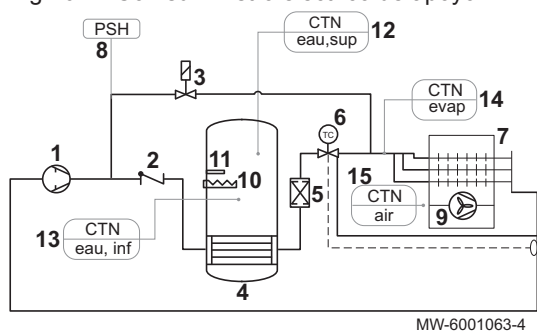 PSH
8
CTN
eau,sup
12
3
6
TC
CTN
evap
14
7
1
2
11
10
5
15
CTN
air
9
13
CTN
eau, inf
4
MW-6001063-4